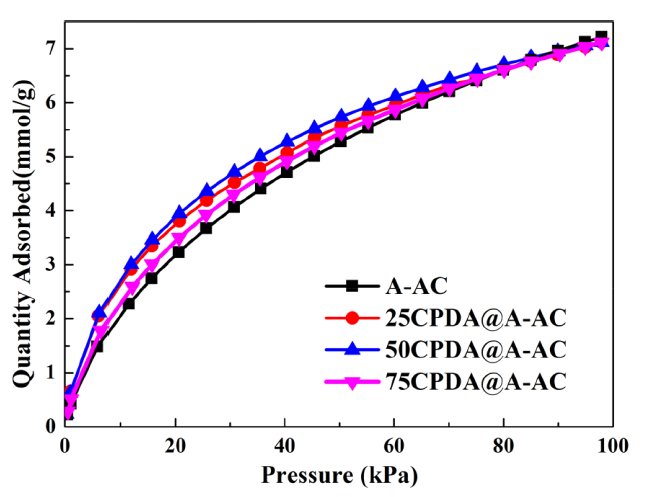 Quantity Adsorbed(mmol/g)
7
6
5
4
3
2
1
0
A-AC
25CPDA@A-AC
50CPDA@A-AC
75CPDA@A-AC
0 20 40 60 80 100
Pressure (kPa)